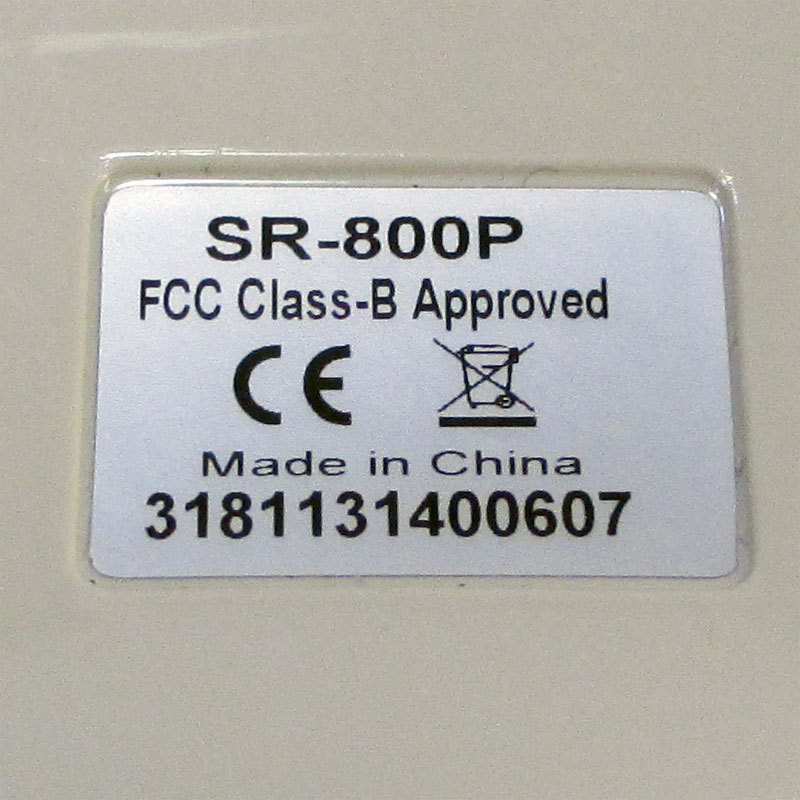 SR-800P
FCC Class-B Approved
CE
Made in China
3181131400607